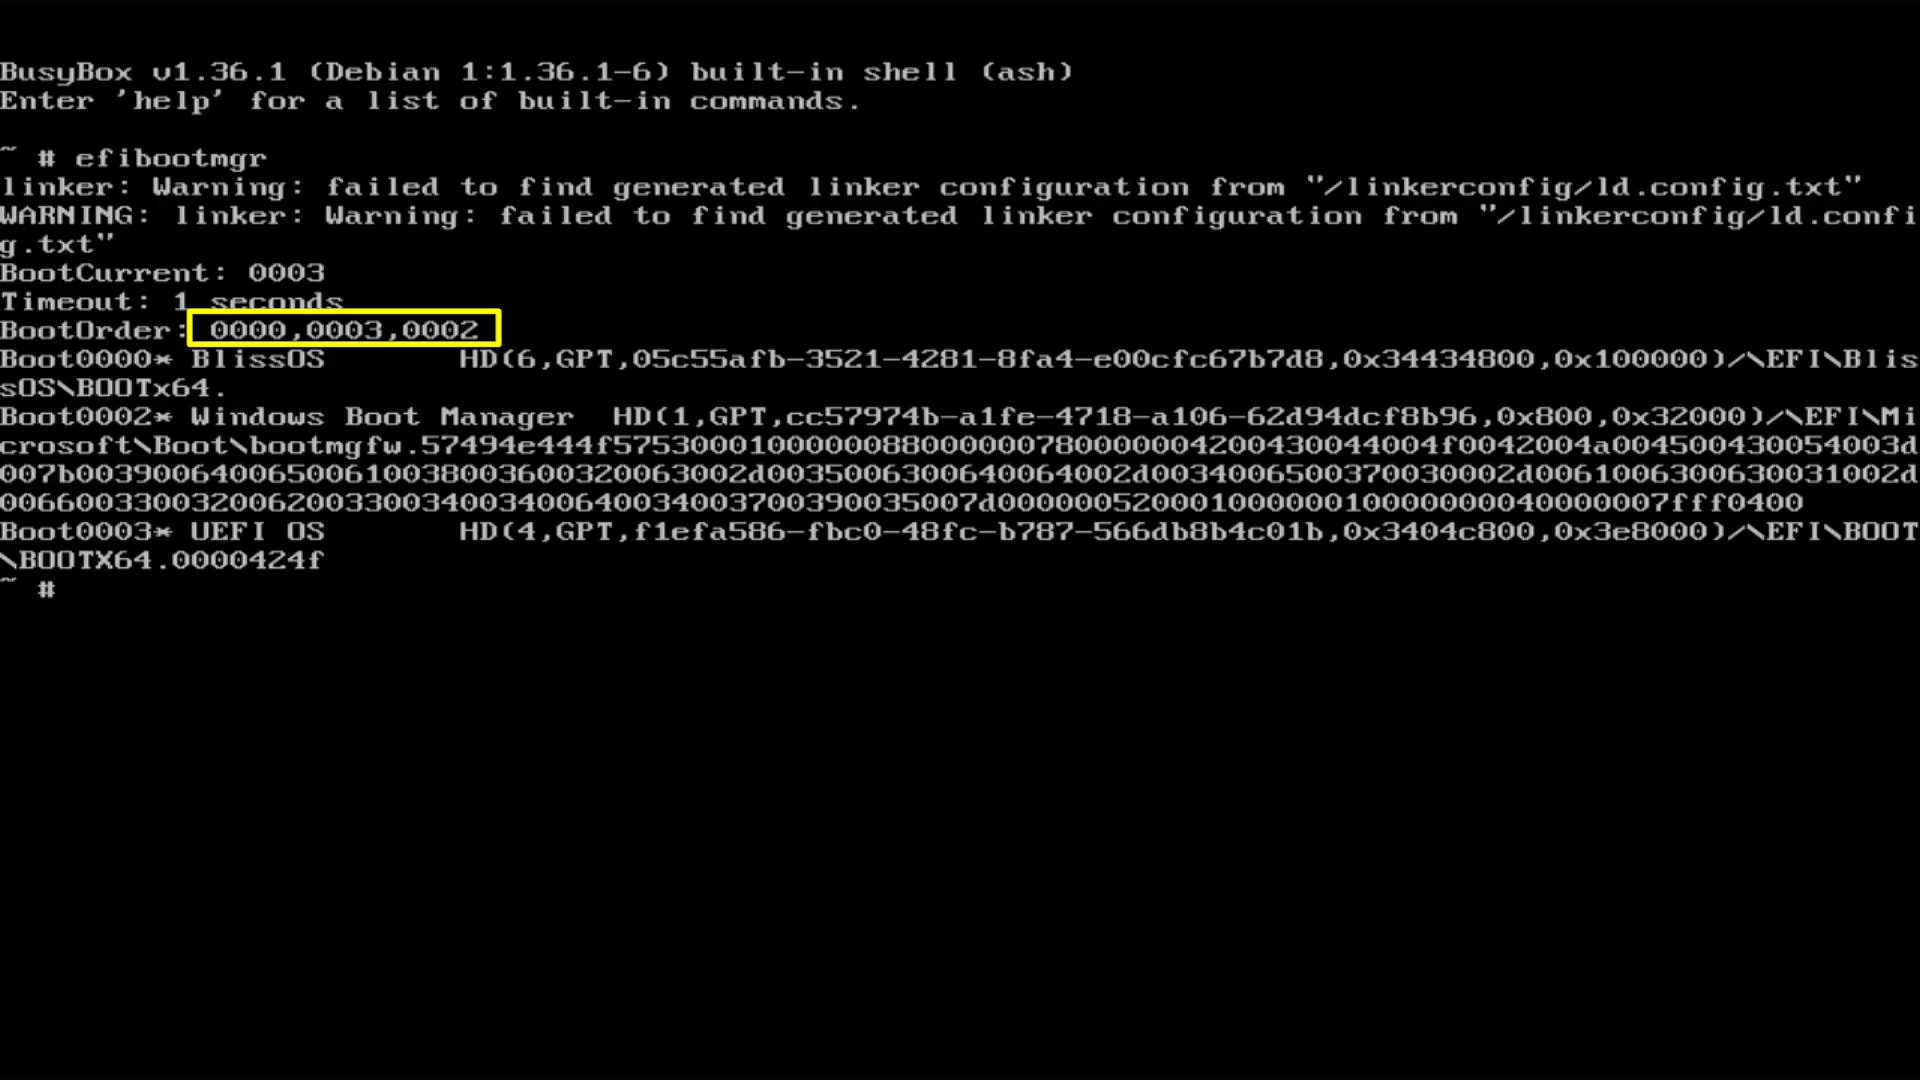 BusyBox v1.36.1 (Debian 1:1.36.1-6) built-in shell (ash)
Enter 'help' for a list of built-in commands.
~ # efibootmgr
linker: Warning: failed to find generated linker configuration from "/linkerconfig/ld.config.txt"
WARNING: linker: Warning: failed to find generated linker configuration from "/linkerconfig/ld.confi
g.txt"
BootCurrent: 0003
Timeout: 1 seconds
BootOrder: 0000,0003,0002
Boot0000* BlissOS HD(6,GPT,05c55afb-3521-4281-8fa4-e00cfc67b7d8,0x34434800,0x100000)/\EFI\Blis
sOS\BOOTx64.
Boot0002* Windows Boot Manager HD(1,GPT,cc57974b-a1fe-4718-a106-62d94dcf8b96,0x800,0x32000)/\EFI\Mi
crosoft\Boot\bootmgfw.57494e444f5753000100000088000000780000004200430044004f0042004a004500430054003d
007b00390064006500610038003600320063002d0035006300640064002d0034006500370030002d0061006300630031002d
006600330032006200330034003400640034003700390035007d00000052000100000010000000040000007fff0400
Boot0003* UEFI OS HD(4,GPT,f1efa586-fbc0-48fc-b787-566db8b4c01b,0x3404c800,0x3e8000)/\EFI\BOOT
\BOOTX64.0000424f
~ #